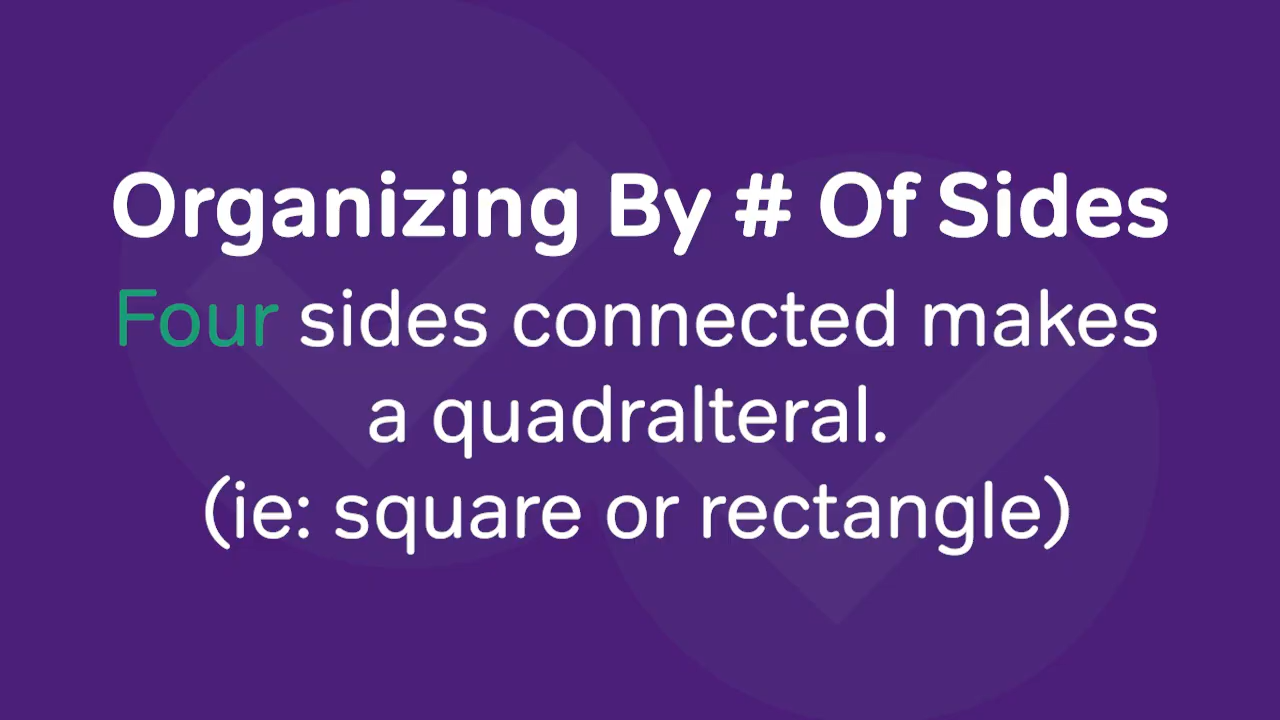 Organizing By # Of Sides
Four sides connected makes
a quadralteral.
(ie: square or rectangle)